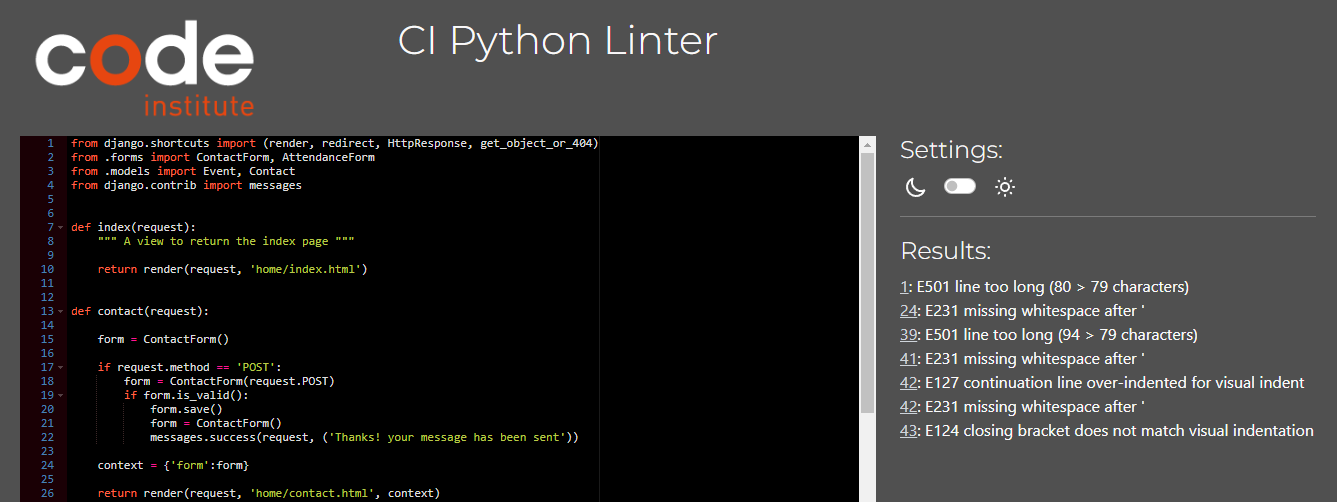 code
institute
CI Python Linter
1 from django.shortcuts import (render, redirect, HttpResponse, get_object_or_404)
2 from .forms import ContactForm, AttendanceForm
3 from .models import Event, Contact
4 from django.contrib import messages
5
6
7 def index(request):
8     """ A view to return the index page """
9
10     return render(request, 'home/index.html')
11
12
13 def contact(request):
14
15     form = ContactForm()
16
17     if request.method == 'POST':
18         form = ContactForm(request.POST)
19         if form.is_valid():
20             form.save()
21             form = ContactForm()
22             messages.success(request, ('Thanks! your message has been sent'))
23
24     context = {'form':form}
25
26     return render(request, 'home/contact.html', context)
Settings:
Results:
1: E501 line too long (80 > 79 characters)
24: E231 missing whitespace after '
39: E501 line too long (94 > 79 characters)
41: E231 missing whitespace after '
42: E127 continuation line over-indented for visual indent
42: E231 missing whitespace after '
43: E124 closing bracket does not match visual indentation